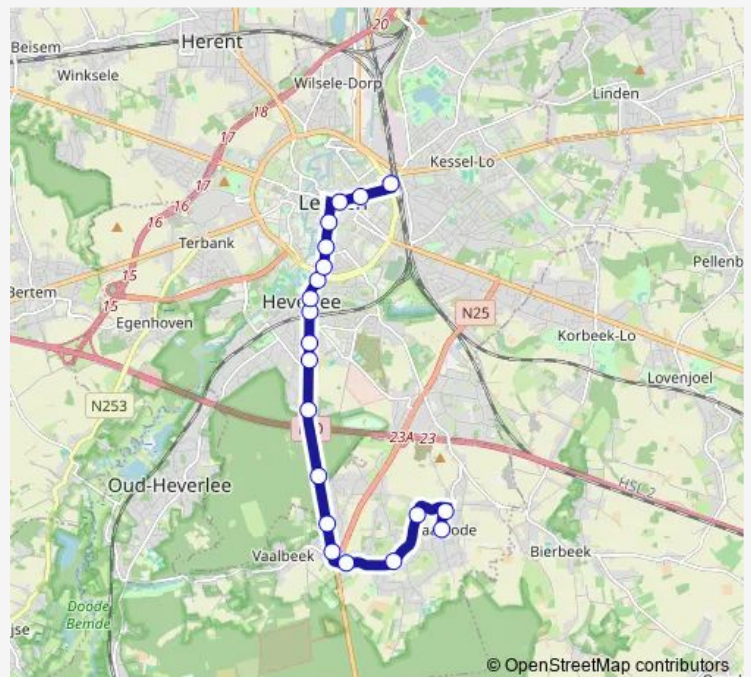 20
Beisem
Herent
Winksele
Wilsele-Dorp
Linden
18
17
Kessel-Lo
17
16
16
Terbank
Pellenb
15
15
Bertem
Heverlee
N25
Egenhoven
Korbeek-Lo
Lovenjoel
N253
23A 23
HSL 2
Oud-Heverlee
Vaalbeek
Bierbeek
Doode
Bemde
jse
© OpenStreetMap contributors